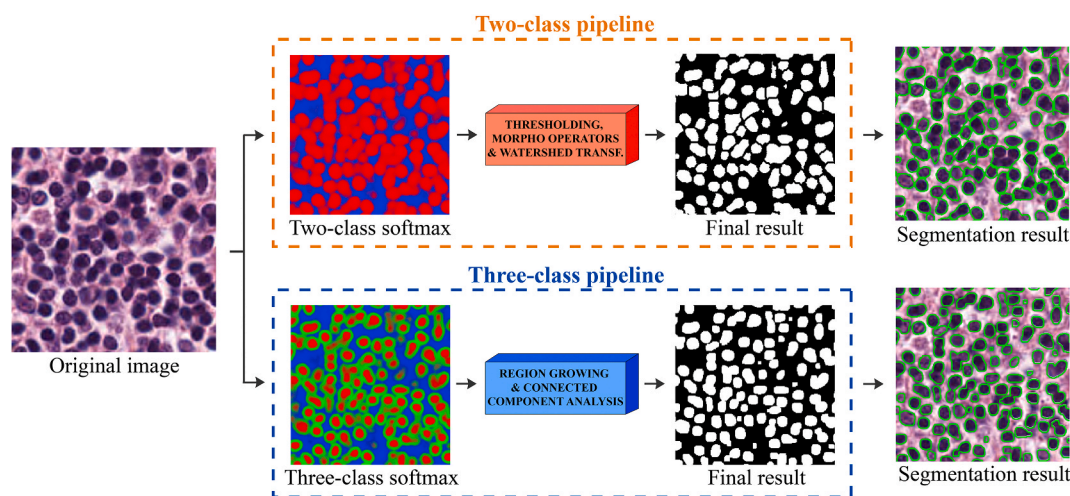 Two-class pipeline
THRESHOLDING,
MORPHO OPERATORS
& WATERSHED TRANSF.
Two-class softmax
Final result
Segmentation result
Original image
Three-class pipeline
REGION GROWING
& CONNECTED
COMPONENT ANALYSIS
Three-class softmax
Final result
Segmentation result